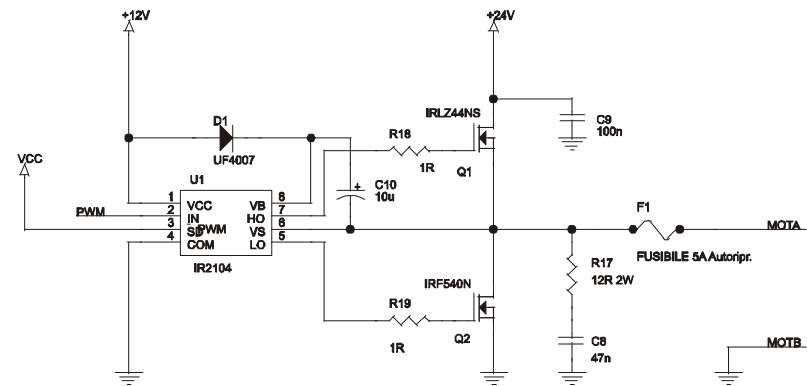 +12V
+24V
D1
UF4007
VCC
U1
PWM
1 VCC VB 8
2 IN HO 7
3 SD PWM VS 6
4 COM LO 5
IR2104
C10
10u
R18
1R
IRLZ44NS
Q1
C9
100n
F1
MOTA
FUSIBILE 5A Autoripr.
R17
12R 2W
IRF540N
R19
1R
Q2
C8
47n
MOTB